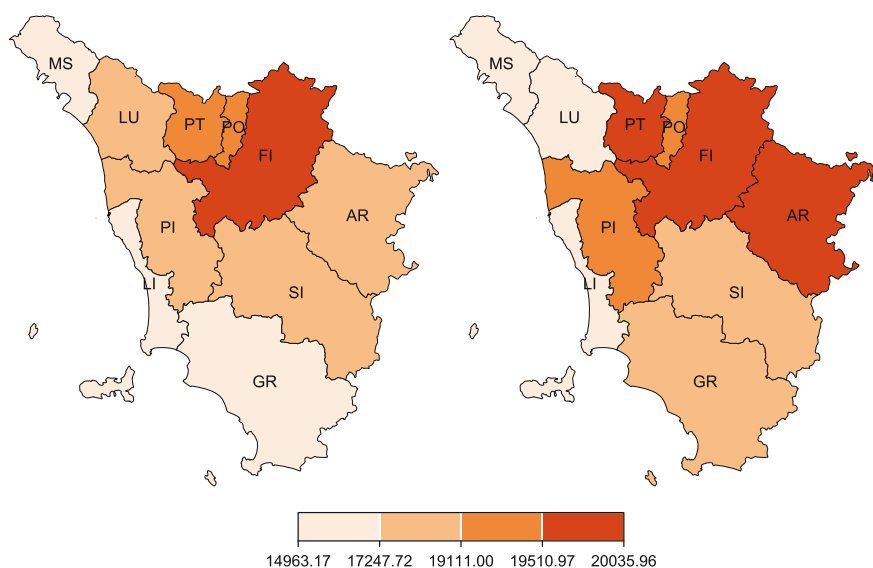 MS
LU
PT
PO
FI
AR
PI
LI
SI
GR
MS
LU
PT
PO
FI
AR
PI
LI
SI
GR
14963.17 17247.72 19111.00 19510.97 20035.96